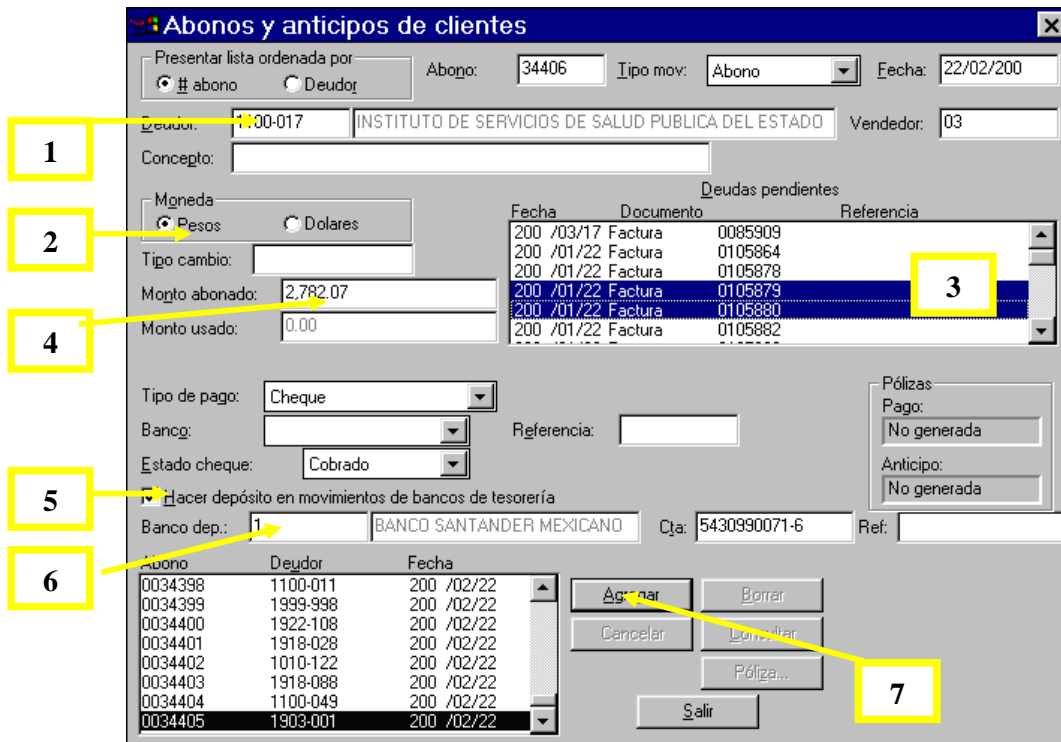 Abonos y anticipos de clientes
Presentar lista ordenada por
# abono Deudor
Abono: 34406 Tipo mov: Abono Fecha: 22/02/200
1
Deudor: 1100-017 INSTITUTO DE SERVICIOS DE SALUD PUBLICA DEL ESTADO Vendedor: 03
Concepto:
Deudas pendientes
Moneda
Pesos Dolares
2
Fecha Documento Referencia
200 /03/17 Factura 0085909
200 /01/22 Factura 0105864
200 /01/22 Factura 0105878
200 /01/22 Factura 0105879
200 /01/22 Factura 0105880
200 /01/22 Factura 0105882
3
Tipo cambio:
Monto abonado: 2,782.07
4
Monto usado: 0.00
Tipo de pago: Cheque
Banco: Referencia:
Estado cheque: Cobrado
Pólizas
Pago:
No generada
Anticipo:
No generada
5
Hacer depósito en movimientos de bancos de tesorería
Banco dep.: 1 BANCO SANTANDER MEXICANO Cta: 5430990071-6 Ref:
6
Abono Deudor Fecha
0034398 1100-011 200 /02/22
0034399 1999-998 200 /02/22
0034400 1922-108 200 /02/22
0034401 1918-028 200 /02/22
0034402 1010-122 200 /02/22
0034403 1918-088 200 /02/22
0034404 1100-049 200 /02/22
0034405 1903-001 200 /02/22
Agregar Borrar
Cancelar Consultar
Póliza...
7
Salir